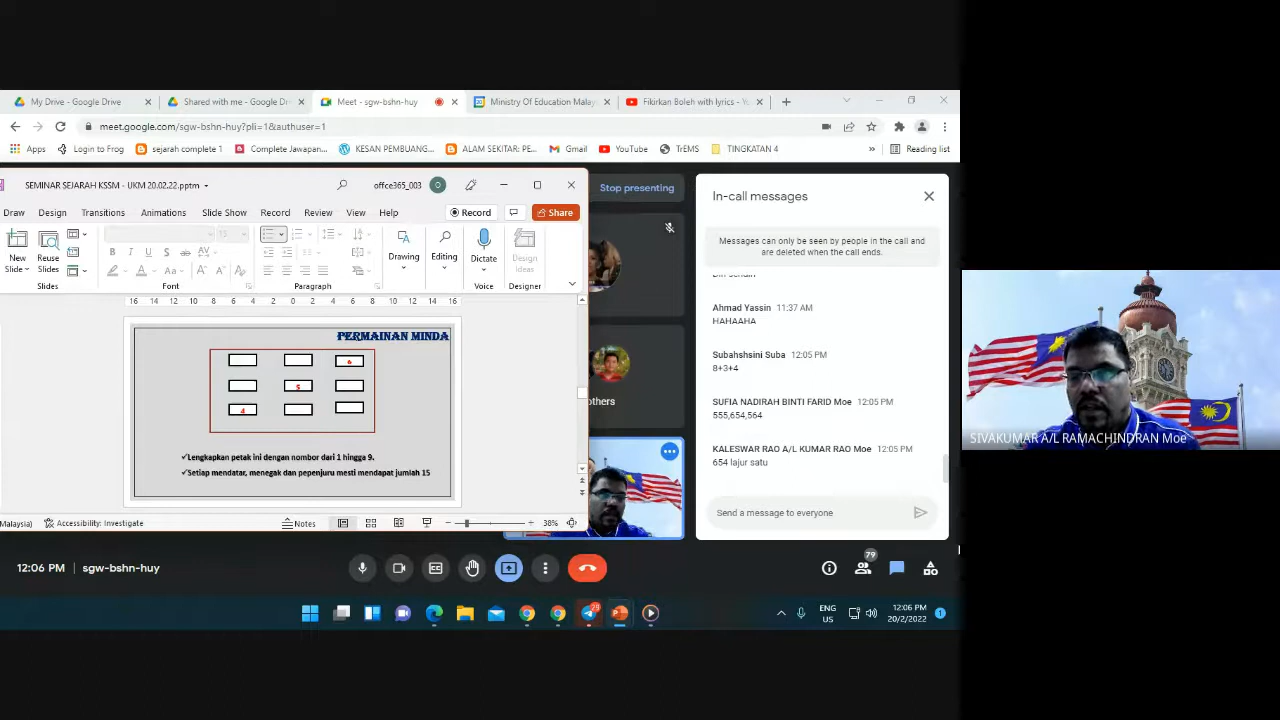 My Drive - Google Drive
Shared with me - Google Dr
Meet - sgw-bshn-huy
Ministry Of Education Malay
Fikirkan Boleh with lyrics - Yo
meet.google.com/sgw-bshn-huy?pli=1&authuser=1
Apps
Login to Frog
sejarah complete 1
Complete Jawapan...
KESAN PEMBUANG...
ALAM SEKITAR: PE...
Gmail
YouTube
TrEMS
TINGKATAN 4
»
Reading list
SEMINAR SEJARAH KSSM - UKM 20.02.22.pptm
offce365_003
O
Stop presenting
Draw
Design
Transitions
Animations
Slide Show
Record
Review
View
Help
Record
Share
New
Slide
Reuse
Slides
Slides
15
B I U S ab AV
Aa A A
Font
Paragraph
Drawing
Editing
Dictate
Voice
Design
Ideas
Designer
16 14 12 10 8 6 4 2 0 2 4 6 8 10 12 14 16
PERMAINAN MINDA
6
5
4
✓Lengkapkan petak ini dengan nombor dari 1 hingga 9.
✓Setiap mendatar, menegak dan pepenjuru mesti mendapat jumlah 15
Malaysia)
Accessibility: Investigate
Notes
38%
others
In-call messages
Messages can only be seen by people in the call and
are deleted when the call ends.
Ahmad Yassin 11:37 AM
HAHAAHA
Subahshsini Suba 12:05 PM
8+3+4
SUFIA NADIRAH BINTI FARID Moe 12:05 PM
555,654,564
KALESWAR RAO A/L KUMAR RAO Moe 12:05 PM
654 lajur satu
Send a message to everyone
SIVAKUMAR A/L RAMACHINDRAN Moe
12:06 PM | sgw-bshn-huy
79
29
ENG
US
12:06 PM
20/2/2022
1